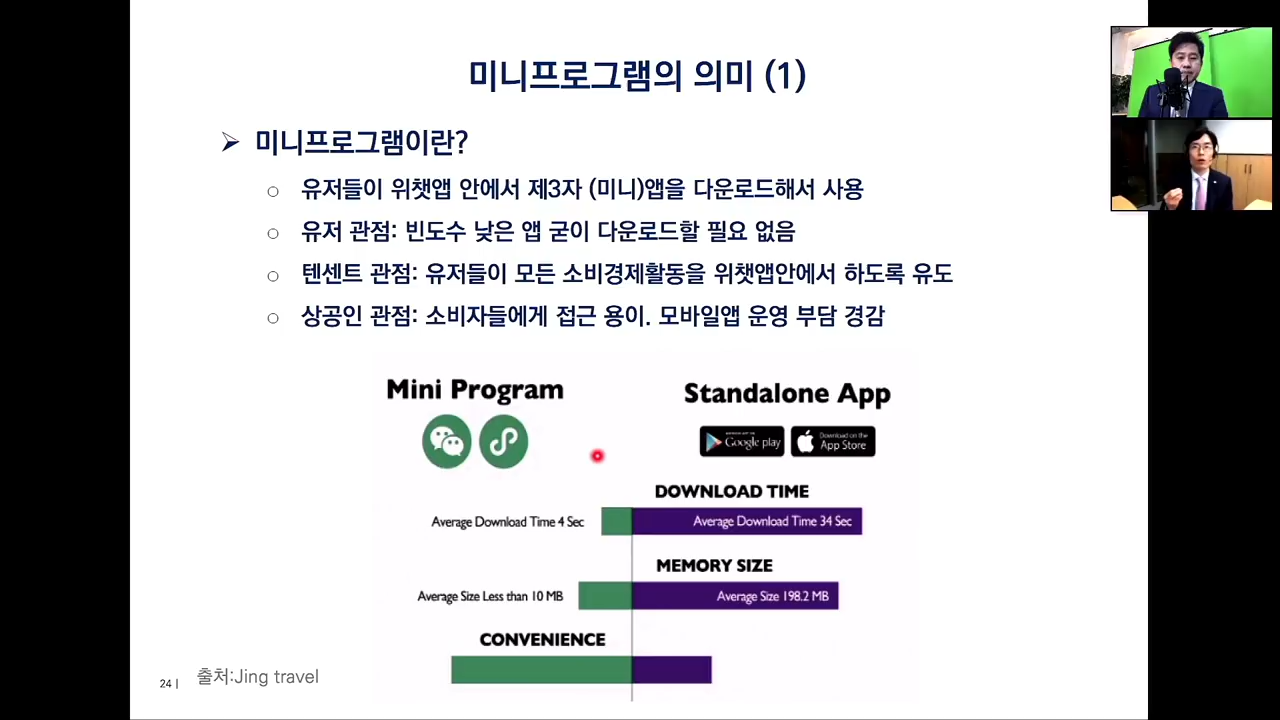 미니프로그램의 의미 (1)
➢ 미니프로그램이란?
○ 유저들이 위챗앱 안에서 제3자 (미니)앱을 다운로드해서 사용
○ 유저 관점: 빈도수 낮은 앱 굳이 다운로드할 필요 없음
○ 텐센트 관점: 유저들이 모든 소비경제활동을 위챗앱안에서 하도록 유도
○ 상공인 관점: 소비자들에게 접근 용이. 모바일앱 운영 부담 경감
Mini Program
Standalone App
Google play
Download on the
App Store
DOWNLOAD TIME
Average Download Time 4 Sec
Average Download Time 34 Sec
MEMORY SIZE
Average Size Less than 10 MB
Average Size 198.2 MB
CONVENIENCE
24 |
출처:Jing travel